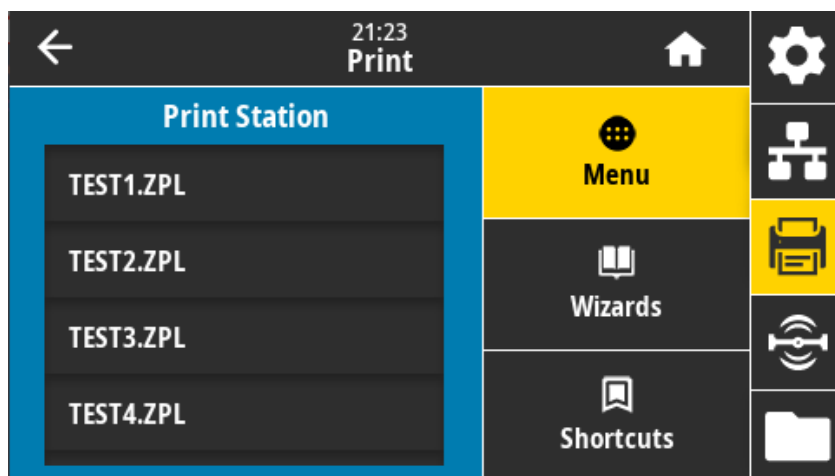 21:23
Print
Print Station
TEST1.ZPL
TEST2.ZPL
TEST3.ZPL
TEST4.ZPL
Menu
Wizards
Shortcuts